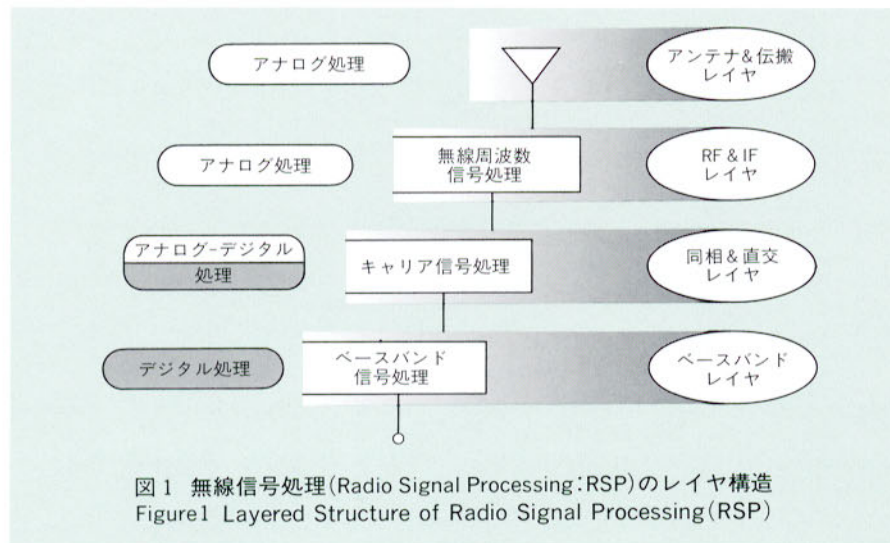 アナログ処理
アンテナ&伝搬
レイヤ
アナログ処理
無線周波数
信号処理
RF&IF
レイヤ
アナログ-デジタル
処理
キャリア信号処理
同相&直交
レイヤ
デジタル処理
ベースバンド
信号処理
ベースバンド
レイヤ
図1 無線信号処理(Radio Signal Processing:RSP)のレイヤ構造
Figure1 Layered Structure of Radio Signal Processing(RSP)